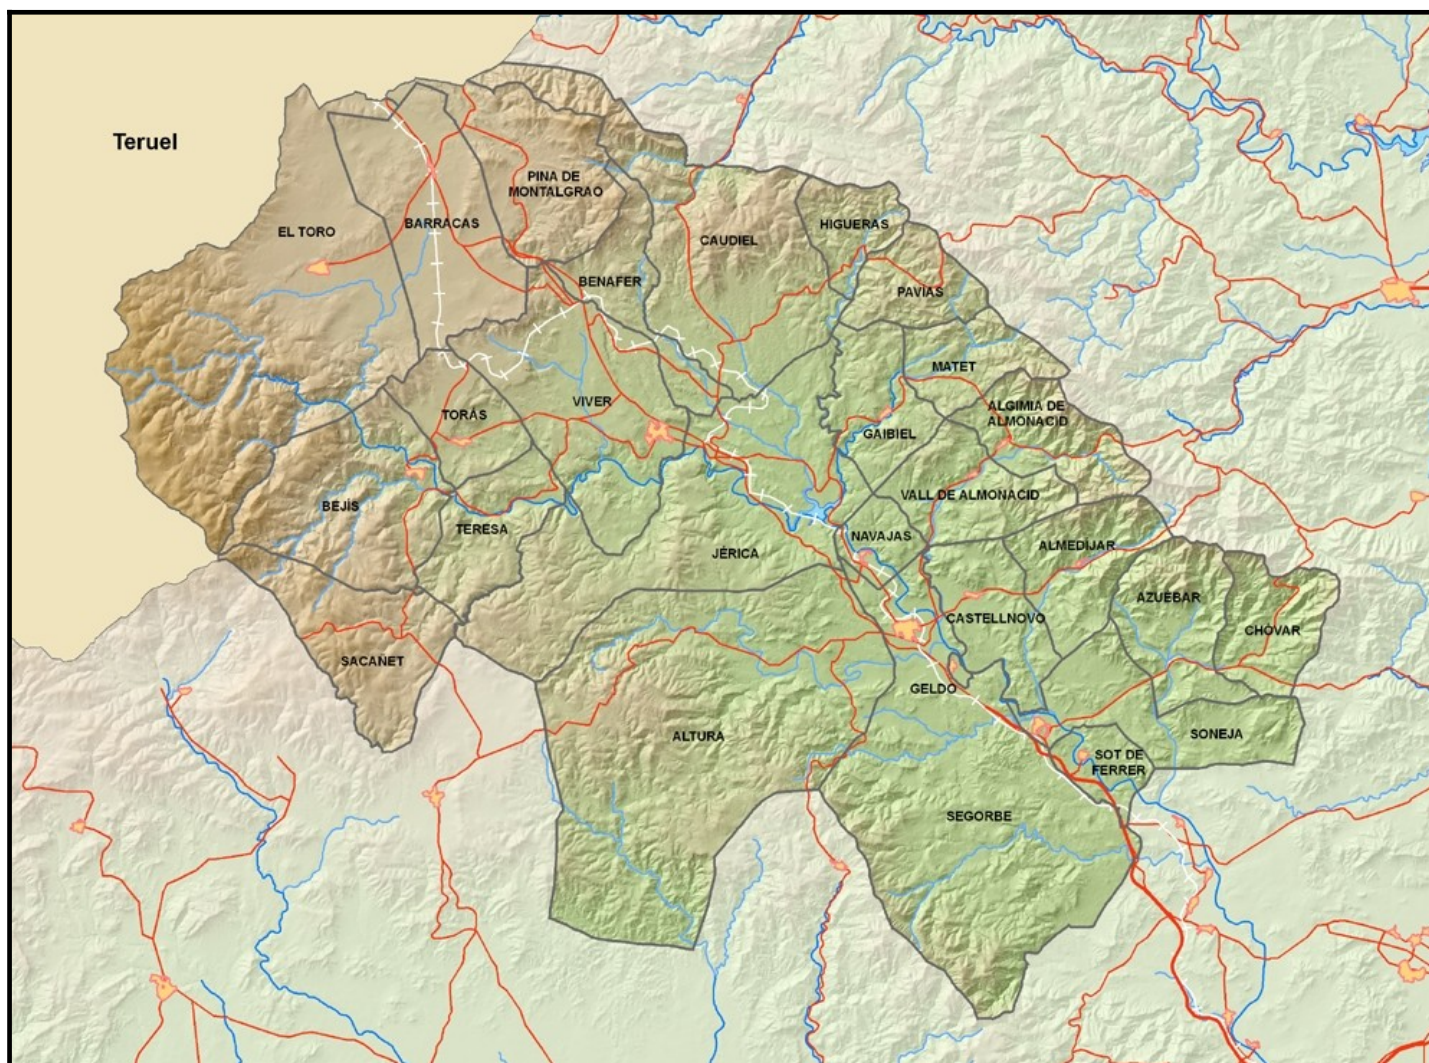 Teruel
PINA DE
MONTALGRAO
EL TORO
BARRACAS
CAUDIEL
HIGUERAS
BENAFER
PAVIAS
MATET
TORÁS
VIVER
ALGIMIA DE
ALMONACID
GAIBIEL
BEJÍS
TERESA
VALL DE ALMONACID
NAVAJAS
JÉRICA
ALMEDÍJAR
AZUEBAR
CASTELLNOVO
CHÓVAR
SACAÑET
GELDO
ALTURA
SONEJA
SOT DE
FERRER
SEGORBE